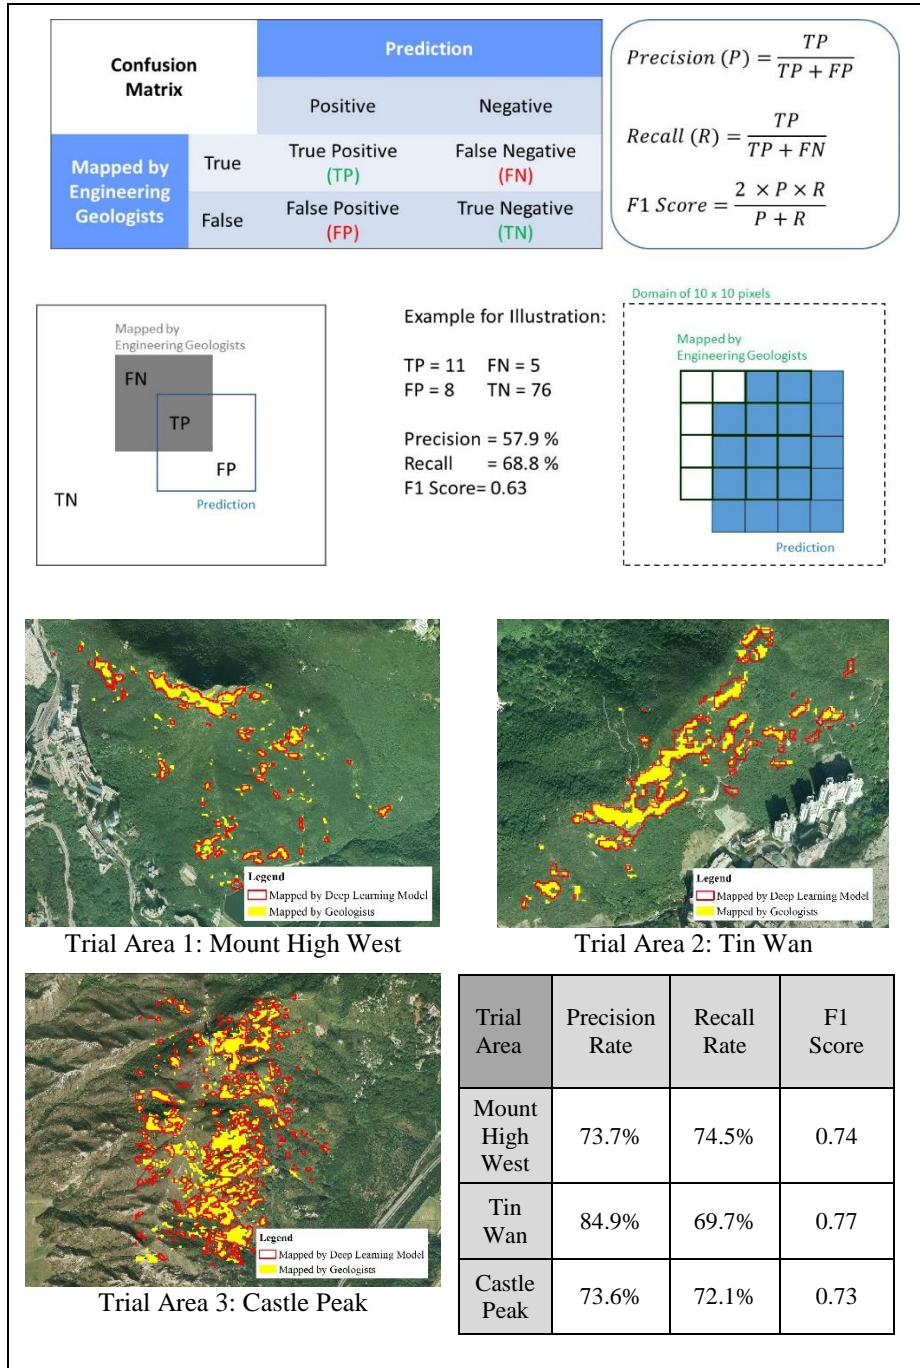 Confusion
Matrix
Prediction
Positive Negative
Mapped by
Engineering
Geologists
True
True Positive
(TP)
False Negative
(FN)
False
False Positive
(FP)
True Negative
(TN)
Precision (P) = TP / TP + FP
Recall (R) = TP / TP + FN
F1 Score = 2 × P × R / P + R
Mapped by
Engineering Geologists
FN
TP
FP
TN
Prediction
Example for Illustration:
TP = 11 FN = 5
FP = 8 TN = 76
Precision = 57.9 %
Recall = 68.8 %
F1 Score= 0.63
Domain of 10 x 10 pixels
Mapped by
Engineering Geologists
Prediction
Legend
Mapped by Deep Learning Model
Mapped by Geologists
Trial Area 1: Mount High West
Legend
Mapped by Deep Learning Model
Mapped by Geologists
Trial Area 2: Tin Wan
Legend
Mapped by Deep Learning Model
Mapped by Geologists
Trial Area 3: Castle Peak
Trial
Area
Precision
Rate
Recall
Rate
F1
Score
Mount
High
West
73.7% 74.5% 0.74
Tin
Wan
84.9% 69.7% 0.77
Castle
Peak
73.6% 72.1% 0.73